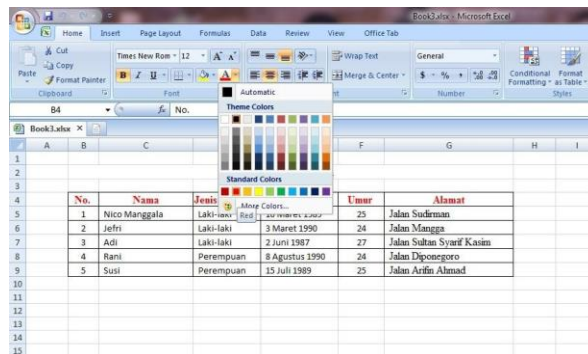 Book3.xlsx - Microsoft Excel
Home Insert Page Layout Formulas Data Review View Office Tab
Cut
Copy
Format Painter
Paste
Clipboard
Times New Rom 12
B I U
Font
Wrap Text
Merge & Center
General
Number
Conditional Formatting
Format as Table
Styles
B4 fx No.
Book3.xlsx
Automatic
Theme Colors
Standard Colors
More Colors...
Red
A B C F G H I
1
2
3
4 No. Nama Jenis Umur Alamat
5 1 Nico Manggala Laki-laki 25 Jalan Sudirman
6 2 Jefri Laki-laki 3 Maret 1990 24 Jalan Mangga
7 3 Adi Laki-laki 2 Juni 1987 27 Jalan Sultan Syarif Kasim
8 4 Rani Perempuan 8 Agustus 1990 24 Jalan Diponegoro
9 5 Susi Perempuan 15 Juli 1989 25 Jalan Arifin Ahmad
10
11
12
13
14
15